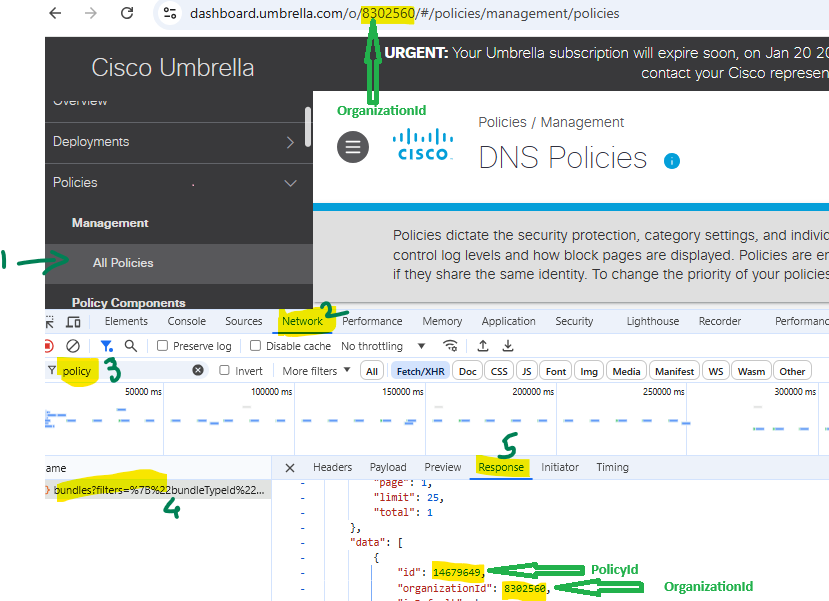 dashboard.umbrella.com/o/8302560/#/policies/management/policies
URGENT: Your Umbrella subscription will expire soon, on Jan 20 20
contact your Cisco represen
Cisco Umbrella
Overview
OrganizationId
Deployments
Policies / Management
CISCO
DNS Policies i
Policies
Management
Policies dictate the security protection, category settings, and individ
1
All Policies
control log levels and how block pages are displayed. Policies are en
if they share the same identity. To change the priority of your policies
Policy Components
2
Elements Console Sources Network Performance Memory Application Security Lighthouse Recorder Performanc
Preserve log Disable cache No throttling
3
policy Invert More filters All Fetch/XHR Doc CSS JS Font Img Media Manifest WS Wasm Other
50000 ms 100000 ms 150000 ms 200000 ms 250000 ms 300000 ms
5
ame Headers Payload Preview Response Initiator Timing
bundles?filters=%7B%22bundleTypeId%22...
4
"page": 1,
"limit": 25,
"total": 1
},
"data": [
{
"id": 14679649, PolicyId
"organizationId": 8302560, OrganizationId